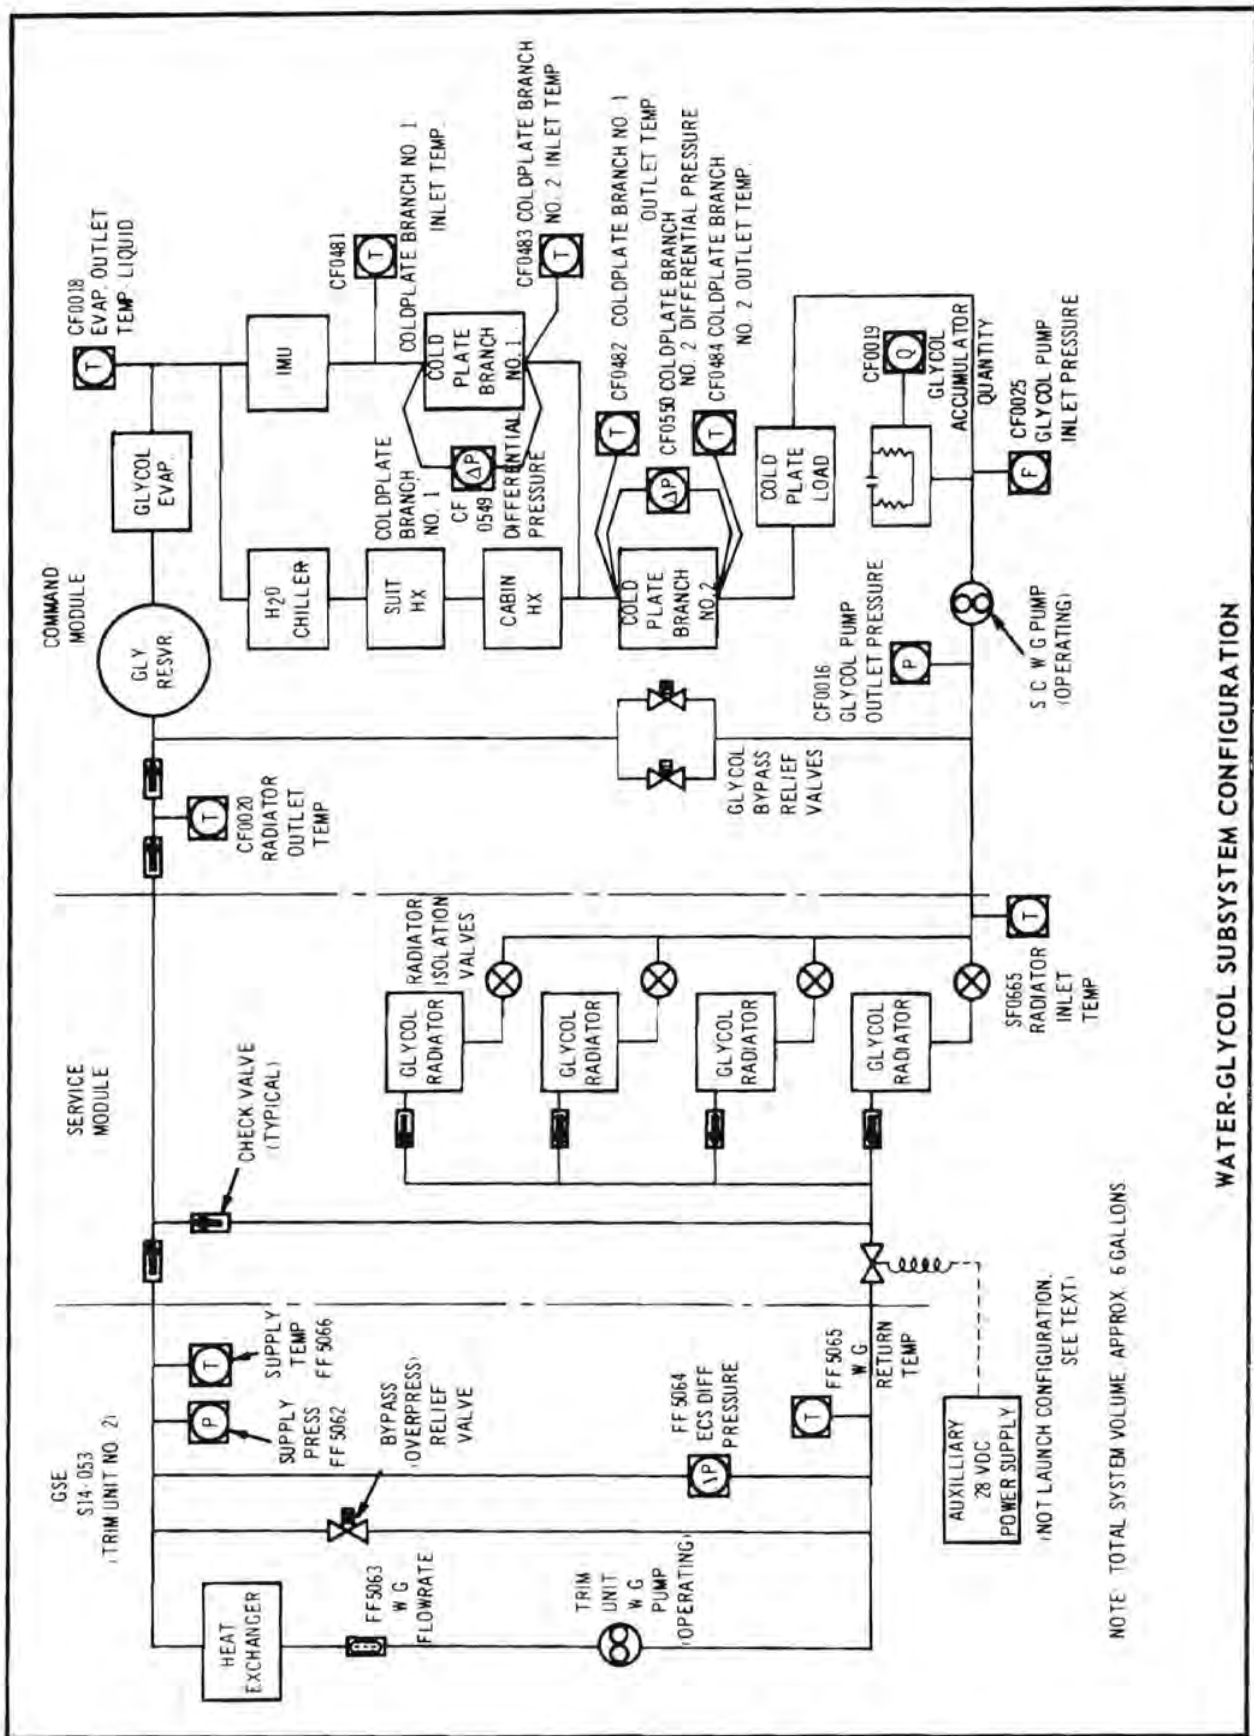 GSE
S14-053
(TRIM UNIT NO. 2)
SERVICE
MODULE
COMMAND
MODULE
HEAT
EXCHANGER
FF5063
W G
FLOWRATE
TRIM
UNIT
W G
PUMP
(OPERATING)
SUPPLY
PRESS
FF 5062
P
SUPPLY
TEMP
FF 5066
T
BYPASS
(OVERPRESS)
RELIEF
VALVE
FF 5064
ECS DIFF
PRESSURE
ΔP
FF 5065
W G
RETURN
TEMP
T
AUXILLIARY
28 VDC
POWER SUPPLY
(NOT LAUNCH CONFIGURATION.
SEE TEXT)
NOTE: TOTAL SYSTEM VOLUME APPROX 6 GALLONS
CHECK VALVE
(TYPICAL)
GLYCOL
RADIATOR
GLYCOL
RADIATOR
GLYCOL
RADIATOR
GLYCOL
RADIATOR
RADIATOR
ISOLATION
VALVES
SF0665
RADIATOR
INLET
TEMP
T
T
CF0020
RADIATOR
OUTLET
TEMP
GLY.
RESVR
GLYCOL
EVAP.
T
CF0018
EVAP. OUTLET
TEMP. LIQUID
H2O
CHILLER
SUIT
HX
CABIN
HX
IMU
CF0481
T
COLDPLATE BRANCH NO. 1
INLET TEMP.
COLD
PLATE
BRANCH
NO. 1
COLDPLATE
BRANCH
NO. 1
CF
0549
DIFFERENTIAL
PRESSURE
ΔP
T
CF0483 COLDPLATE BRANCH
NO. 2 INLET TEMP
T
CF0482 COLDPLATE BRANCH NO. 1
OUTLET TEMP
ΔP
CF0550 COLDPLATE BRANCH
NO. 2 DIFFERENTIAL PRESSURE
T
CF0484 COLDPLATE BRANCH
NO. 2 OUTLET TEMP.
COLD
PLATE
BRANCH
NO. 2
COLD
PLATE
LOAD
GLYCOL
BYPASS
RELIEF
VALVES
CF0016
GLYCOL PUMP
OUTLET PRESSURE
P
S C W G PUMP
(OPERATING)
CF0019
Q
GLYCOL
ACCUMULATOR
QUANTITY
CF0025
GLYCOL PUMP
INLET PRESSURE
WATER-GLYCOL SUBSYSTEM CONFIGURATION